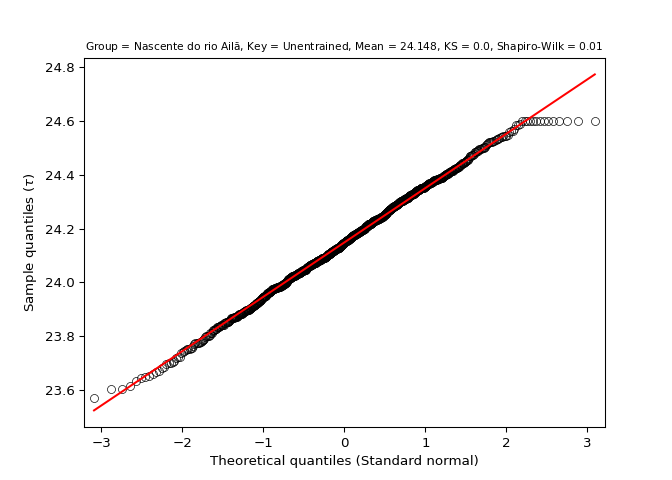 Group = Nascente do rio Ailã, Key = Unentrained, Mean = 24.148, KS = 0.0, Shapiro-Wilk = 0.01
24.8
24.6
24.4
24.2
24.0
23.8
23.6
Sample quantiles (τ)
−3 −2 −1 0 1 2 3
Theoretical quantiles (Standard normal)